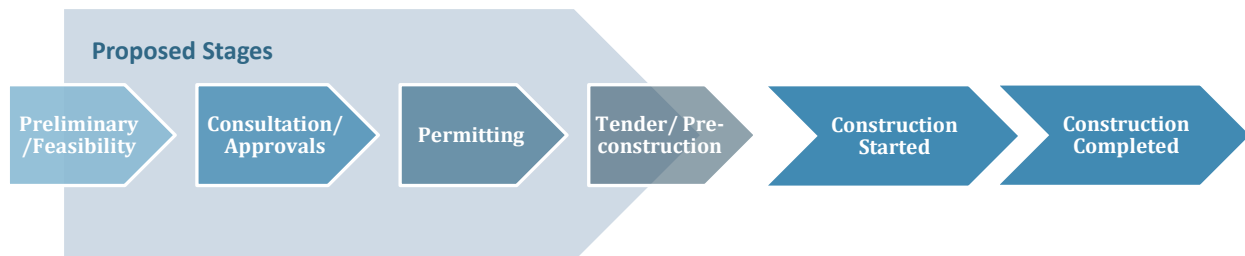 Proposed Stages
Preliminary
/Feasibility
Consultation/
Approvals
Permitting
Tender/ Pre-
construction
Construction
Started
Construction
Completed